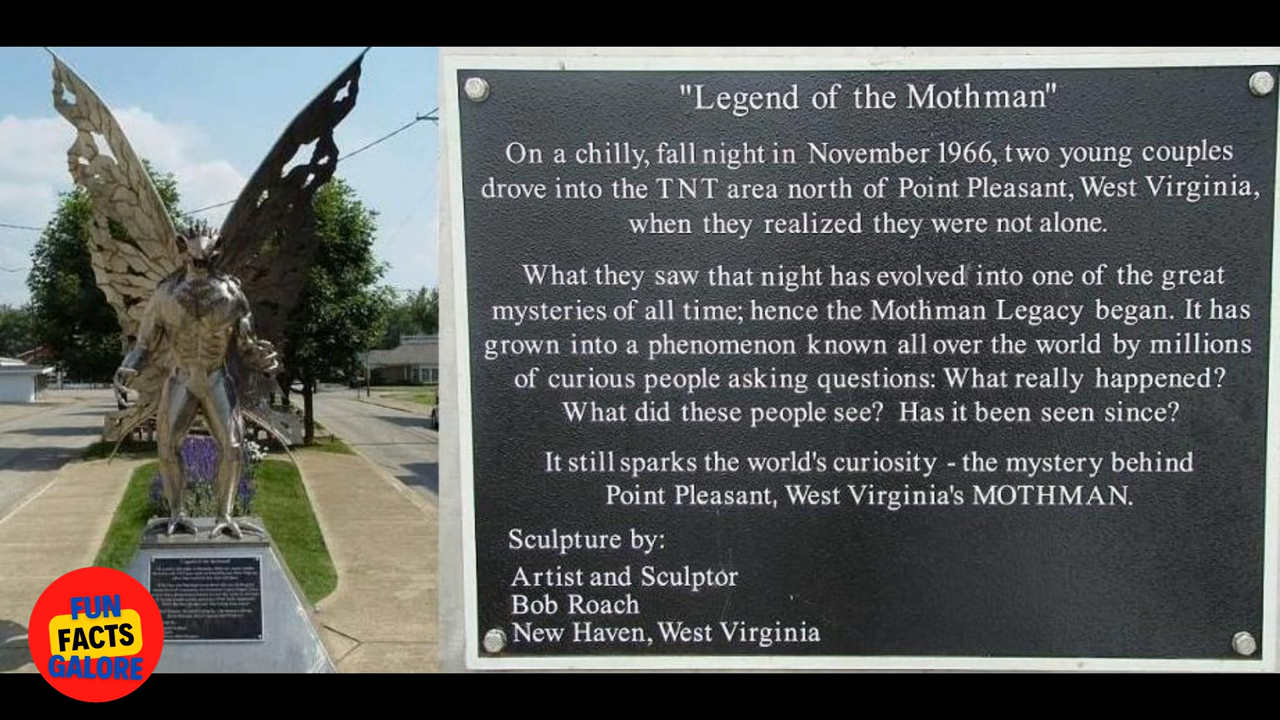 "Legend of the Mothman"
On a chilly, fall night in November 1966, two young couples
drove into the TNT area north of Point Pleasant, West Virginia,
when they realized they were not alone.
What they saw that night has evolved into one of the great
mysteries of all time; hence the Mothman Legacy began. It has
grown into a phenomenon known all over the world by millions
of curious people asking questions: What really happened?
What did these people see? Has it been seen since?
It still sparks the world's curiosity - the mystery behind
Point Pleasant, West Virginia's MOTHMAN.
Sculpture by:
Artist and Sculptor
Bob Roach
New Haven, West Virginia
FUN
FACTS
GALORE